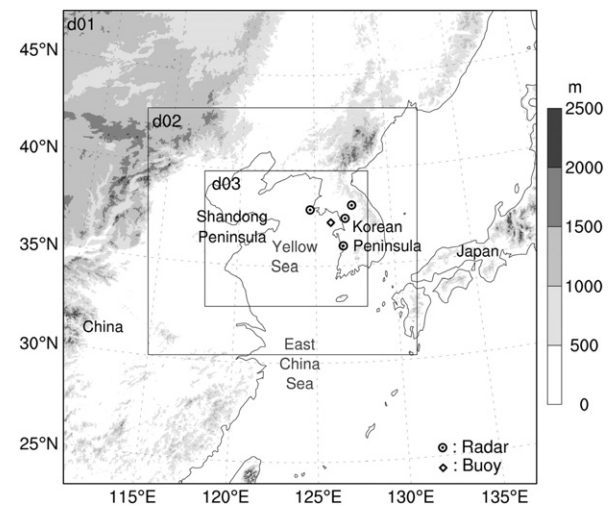 d01
45°N
m
2500
d02
40°N
2000
d03
Shandong
Peninsula
Korean
Peninsula
Yellow
Sea
35°N
1500
Japan
1000
China
30°N
East
China
Sea
500
0
25°N
: Radar
: Buoy
115°E
120°E
125°E
130°E
135°E